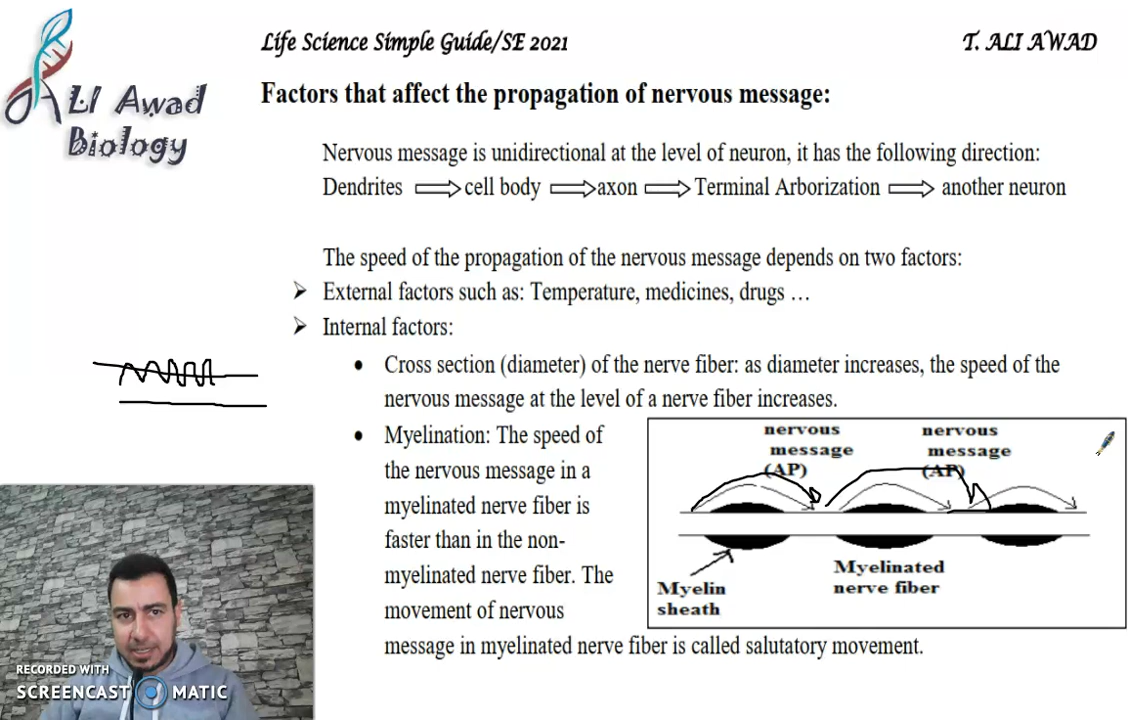 Life Science Simple Guide/SE 2021
T. ALI AWAD
ALI Awad
Biology
Factors that affect the propagation of nervous message:
Nervous message is unidirectional at the level of neuron, it has the following direction:
Dendrites ⇒ cell body ⇒ axon ⇒ Terminal Arborization ⇒ another neuron
The speed of the propagation of the nervous message depends on two factors:
➢ External factors such as: Temperature, medicines, drugs …
➢ Internal factors:
• Cross section (diameter) of the nerve fiber: as diameter increases, the speed of the
nervous message at the level of a nerve fiber increases.
• Myelination: The speed of
the nervous message in a
myelinated nerve fiber is
faster than in the non-
myelinated nerve fiber. The
movement of nervous
message in myelinated nerve fiber is called salutatory movement.
nervous
message
(AP)
nervous
message
(AP)
Myelin
sheath
Myelinated
nerve fiber
RECORDED WITH
SCREENCAST MATIC